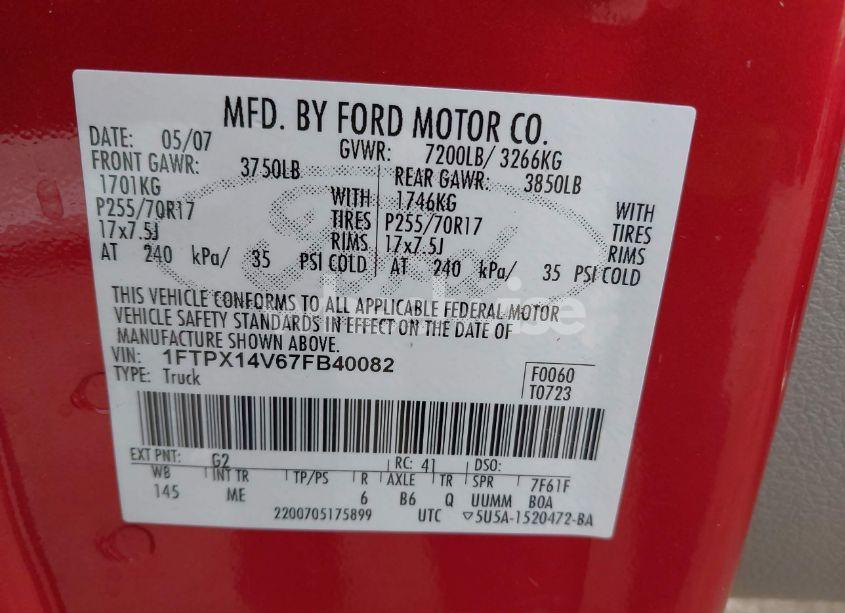 MFD. BY FORD MOTOR CO.
DATE: 05/07 GVWR: 7200LB/ 3266KG
FRONT GAWR: 3750LB REAR GAWR: 3850LB
1701KG WITH 1746KG WITH
P255/70R17 TIRES P255/70R17 TIRES
17x7.5J RIMS 17x7.5J RIMS
AT 240 kPa/ 35 PSI COLD AT 240 kPa/ 35 PSI COLD
THIS VEHICLE CONFORMS TO ALL APPLICABLE FEDERAL MOTOR
VEHICLE SAFETY STANDARDS IN EFFECT ON THE DATE OF
MANUFACTURE SHOWN ABOVE.
VIN: 1FTPX14V67FB40082 F0060
TYPE: Truck T0723
EXT PNT: G2 RC: 41 DSO:
WB INT TR TP/PS R AXLE TR SPR 7F61F
145 ME 6 B6 Q UUMM BOA
2200705175899 UTC ▽5U5A-1520472-BA